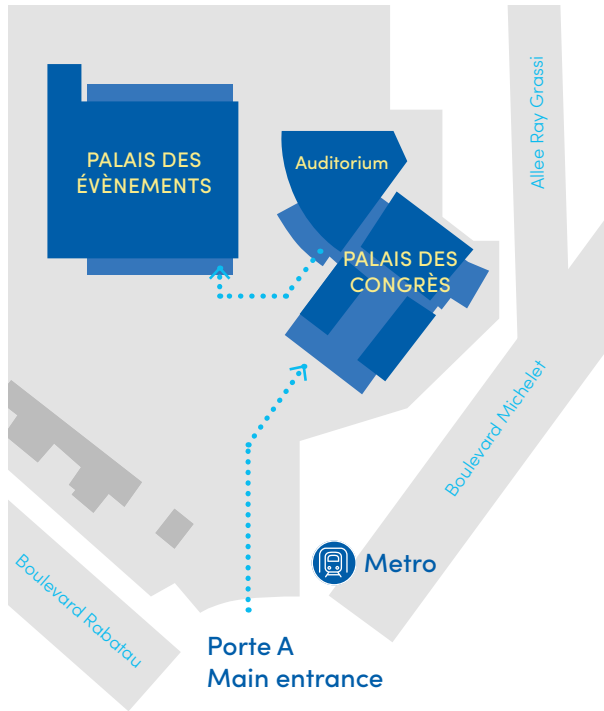 PALAIS DES
ÉVÈNEMENTS
Auditorium
PALAIS DES
CONGRÈS
Allee Ray Grassi
Boulevard Michelet
Metro
Boulevard Rabatau
Porte A
Main entrance